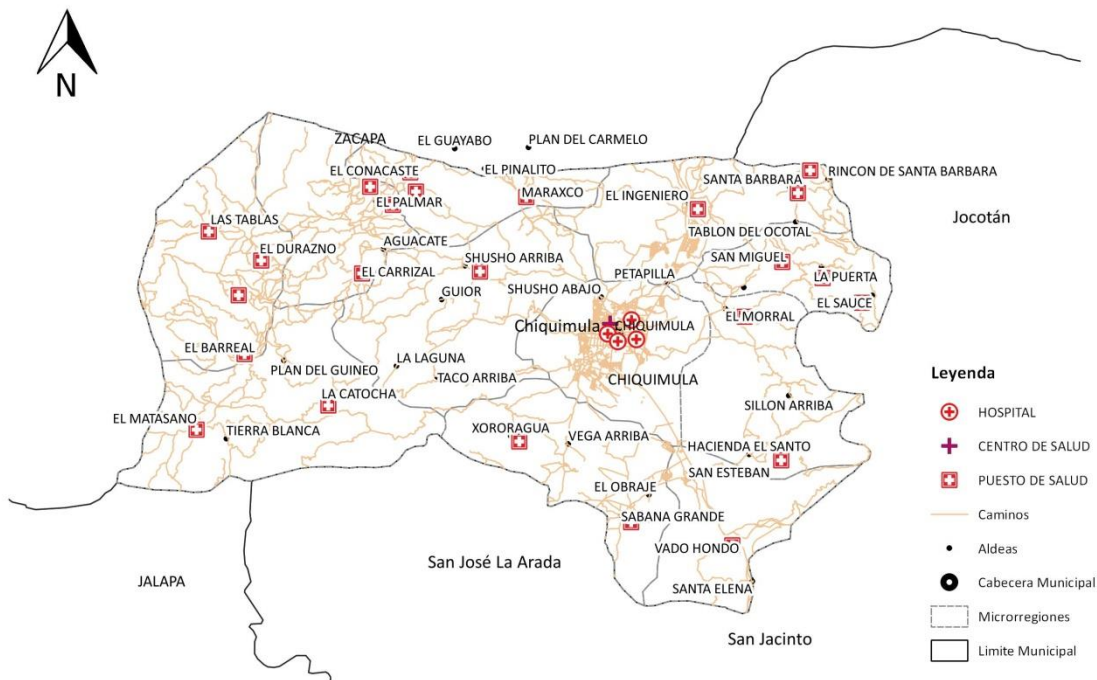 N
ZACAPA
EL GUAYABO
PLAN DEL CARMELO
EL CONACASTE
EL PINALITO
SANTA BARBARA
RINCON DE SANTA BARBARA
EL PALMAR
MARAXCO
EL INGENIERO
LAS TABLAS
Jocotán
TABLON DEL OCOTAL
EL DURAZNO
AGUACATE
SHUSHO ARRIBA
SAN MIGUEL
EL CARRIZAL
PETAPILLA
LA PUERTA
GUIOR
SHUSHO ABAJO
EL SAUCE
EL MORRAL
Chiquimula
CHIQUIMULA
EL BARREAL
PLAN DEL GUINEO
LA LAGUNA
TACO ARRIBA
CHIQUIMULA
LA CATOCHA
SILLON ARRIBA
EL MATASANO
TIERRA BLANCA
XORORAGUA
VEGA ARRIBA
HACIENDA EL SANTO
SAN ESTEBAN
EL OBRAJE
SABANA GRANDE
VADO HONDO
San José La Arada
JALAPA
SANTA ELENA
San Jacinto
Leyenda
HOSPITAL
CENTRO DE SALUD
PUESTO DE SALUD
Caminos
Aldeas
Cabecera Municipal
Microrregiones
Limite Municipal